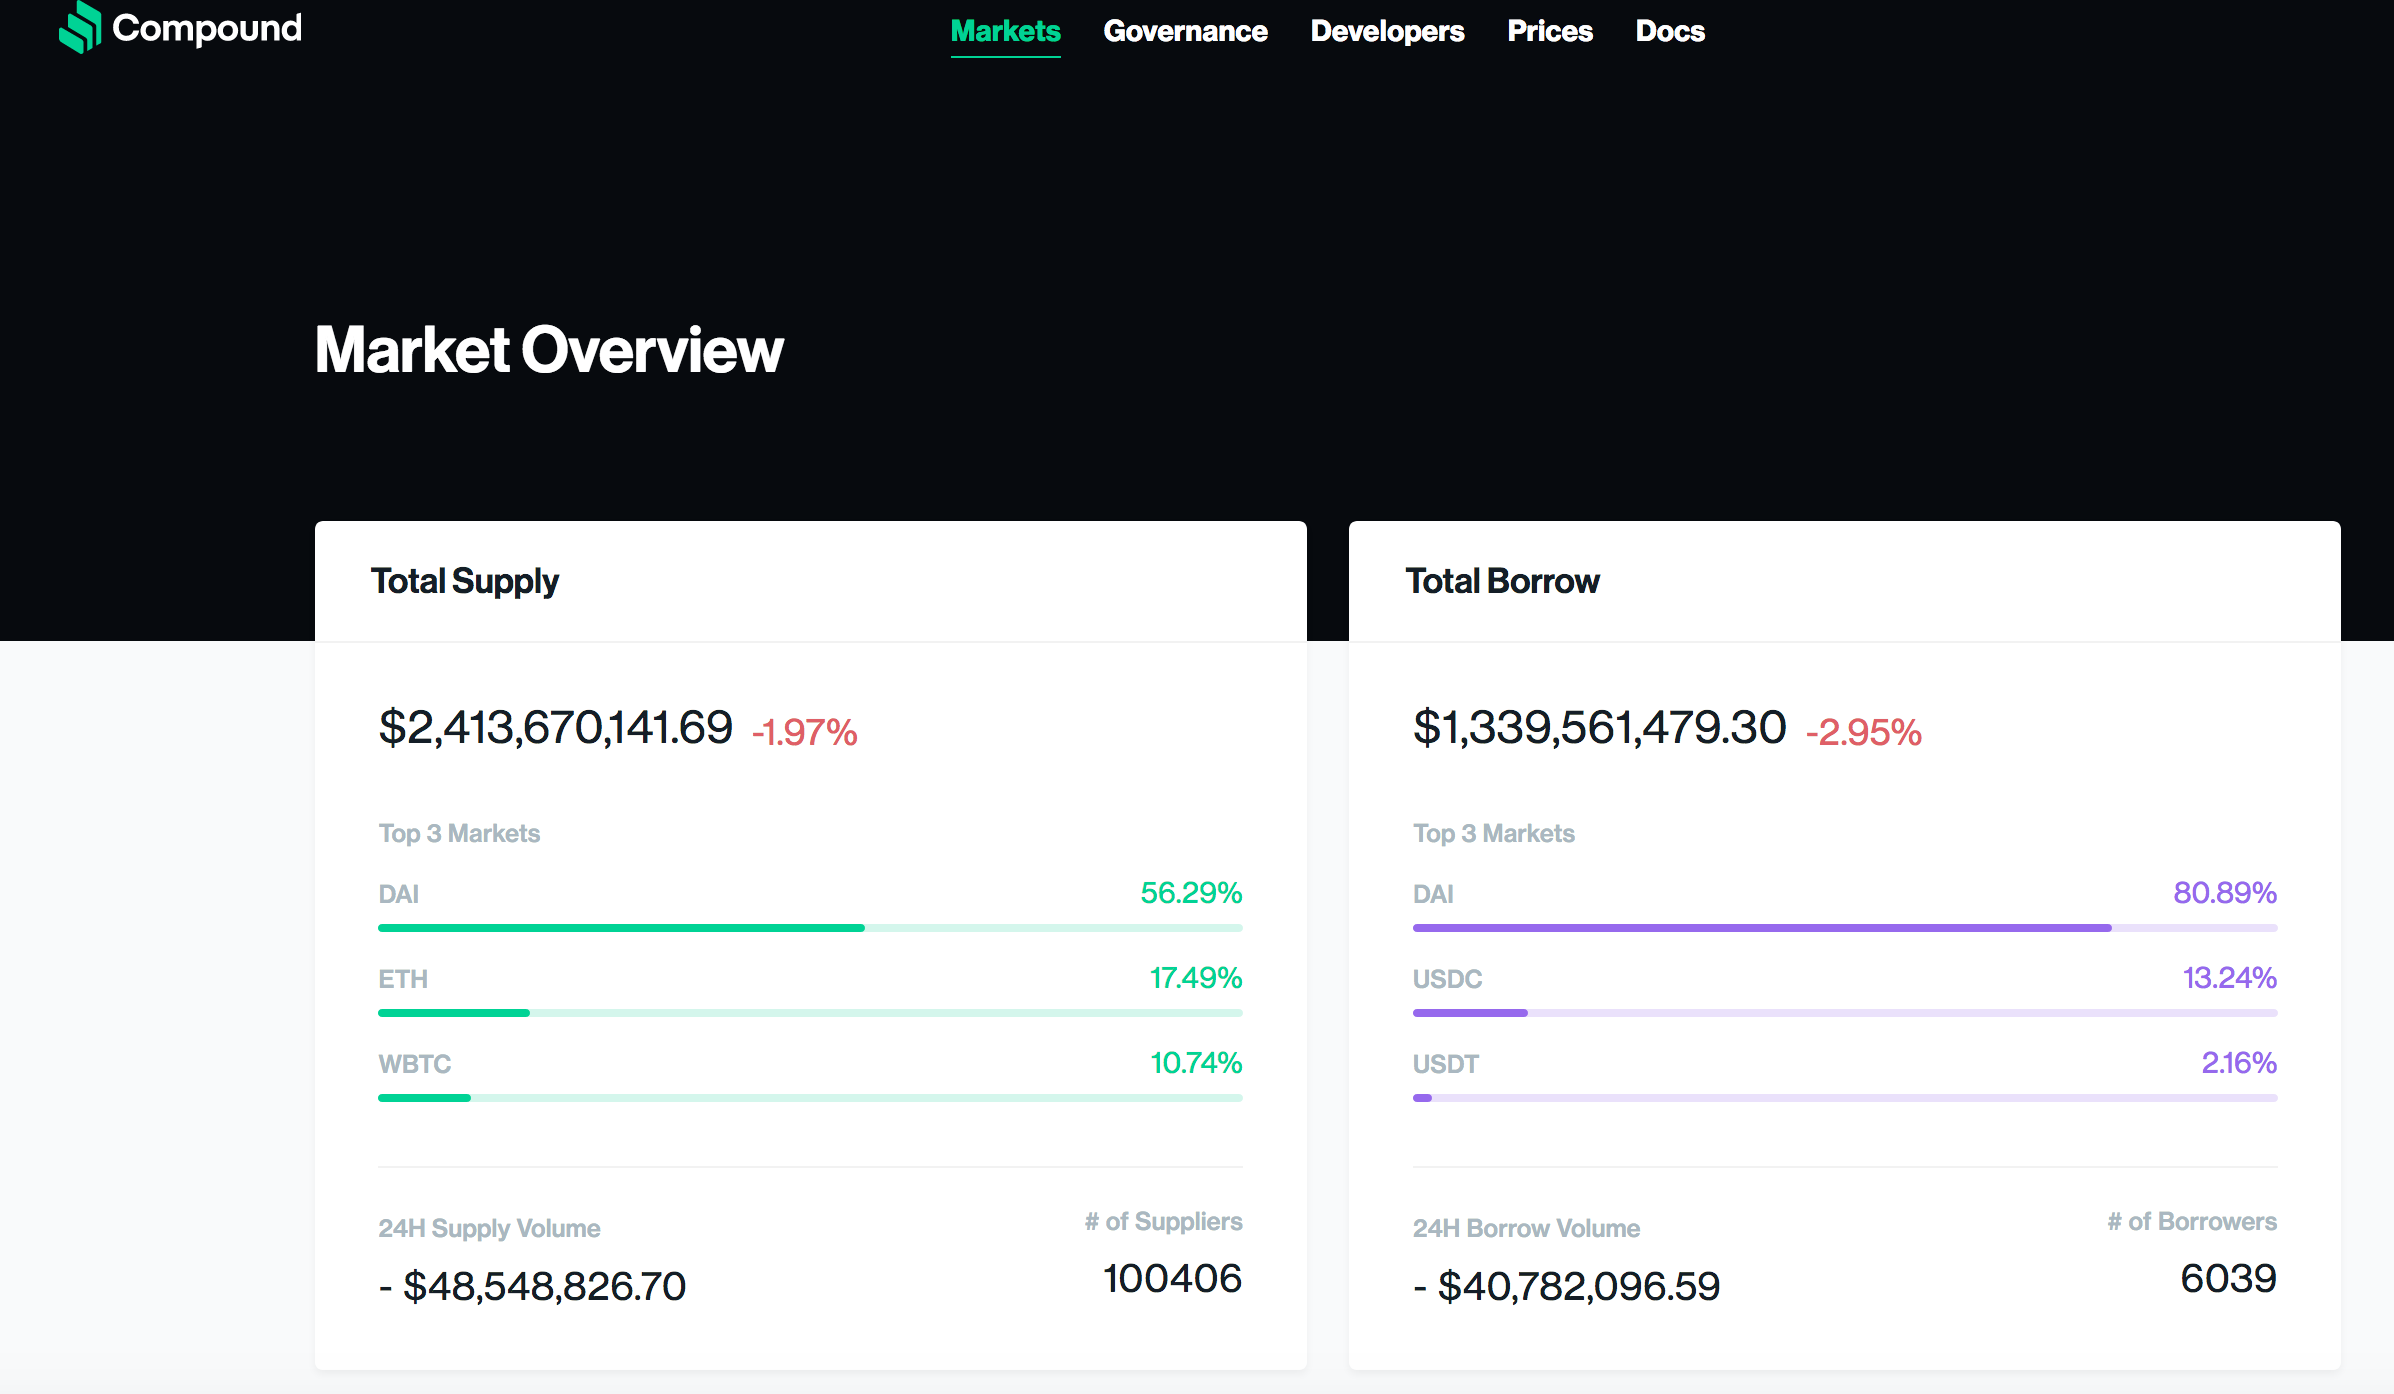 Compound
Markets Governance Developers Prices Docs
Market Overview
Total Supply
$2,413,670,141.69 -1.97%
Top 3 Markets
DAI 56.29%
ETH 17.49%
WBTC 10.74%
24H Supply Volume
- $48,548,826.70
# of Suppliers
100406
Total Borrow
$1,339,561,479.30 -2.95%
Top 3 Markets
DAI 80.89%
USDC 13.24%
USDT 2.16%
24H Borrow Volume
- $40,782,096.59
# of Borrowers
6039